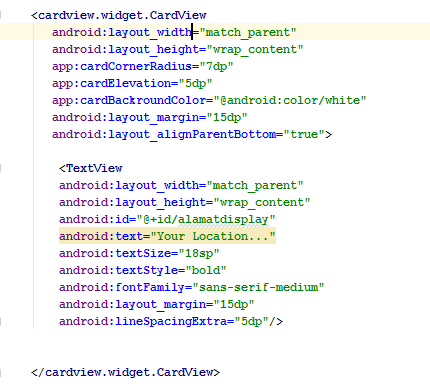 <cardview.widget.CardView
android:layout_width="match_parent"
android:layout_height="wrap_content"
app:cardCornerRadius="7dp"
app:cardElevation="5dp"
app:cardBackroundColor="@android:color/white"
android:layout_margin="15dp"
android:layout_alignParentBottom="true">
<TextView
android:layout_width="match_parent"
android:layout_height="wrap_content"
android:id="@+id/alamatdisplay"
android:text="Your Location..."
android:textSize="18sp"
android:textStyle="bold"
android:fontFamily="sans-serif-medium"
android:layout_margin="15dp"
android:lineSpacingExtra="5dp"/>
</cardview.widget.CardView>